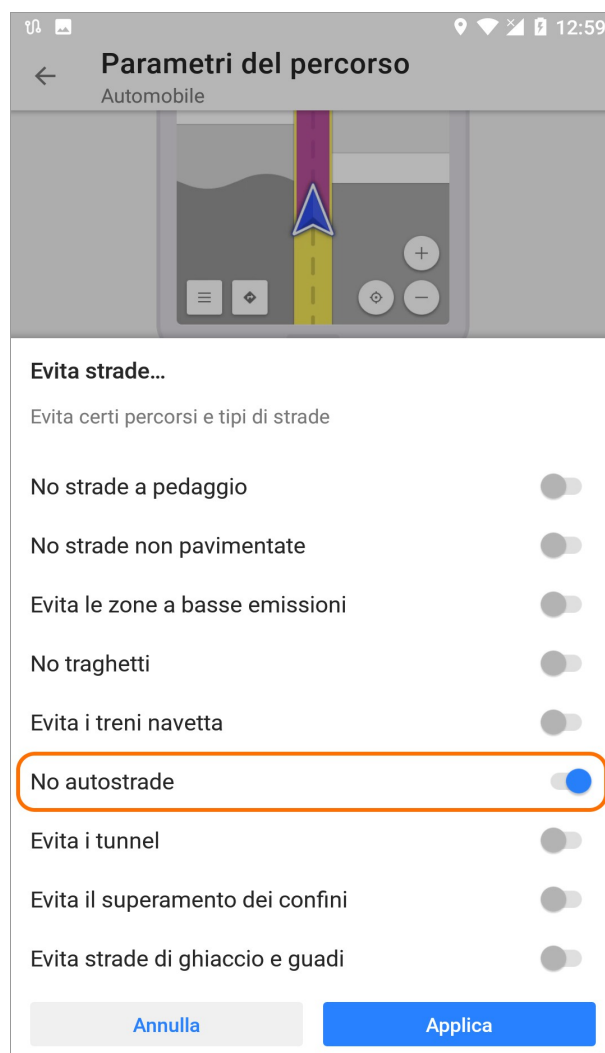 12:59
Parametri del percorso
Automobile
Evita strade...
Evita certi percorsi e tipi di strade
No strade a pedaggio
No strade non pavimentate
Evita le zone a basse emissioni
No traghetti
Evita i treni navetta
No autostrade
Evita i tunnel
Evita il superamento dei confini
Evita strade di ghiaccio e guadi
Annulla
Applica